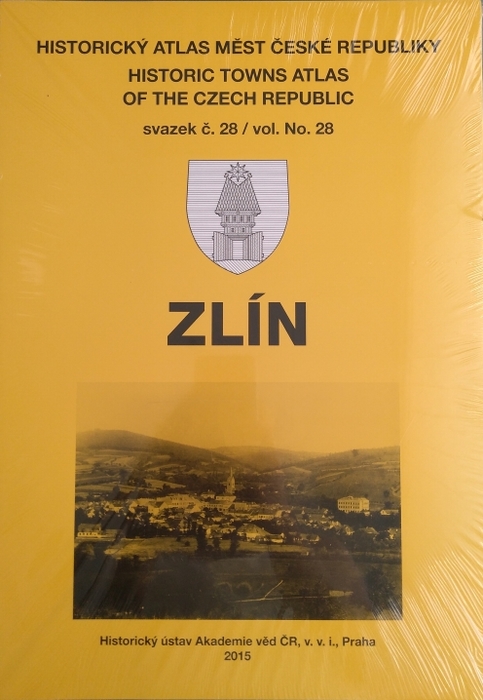 HISTORICKÝ ATLAS MĚST ČESKÉ REPUBLIKY
HISTORIC TOWNS ATLAS
OF THE CZECH REPUBLIC
svazek č. 28 / vol. No. 28
ZLÍN
Historický ústav Akademie věd ČR, v. v. i., Praha
2015